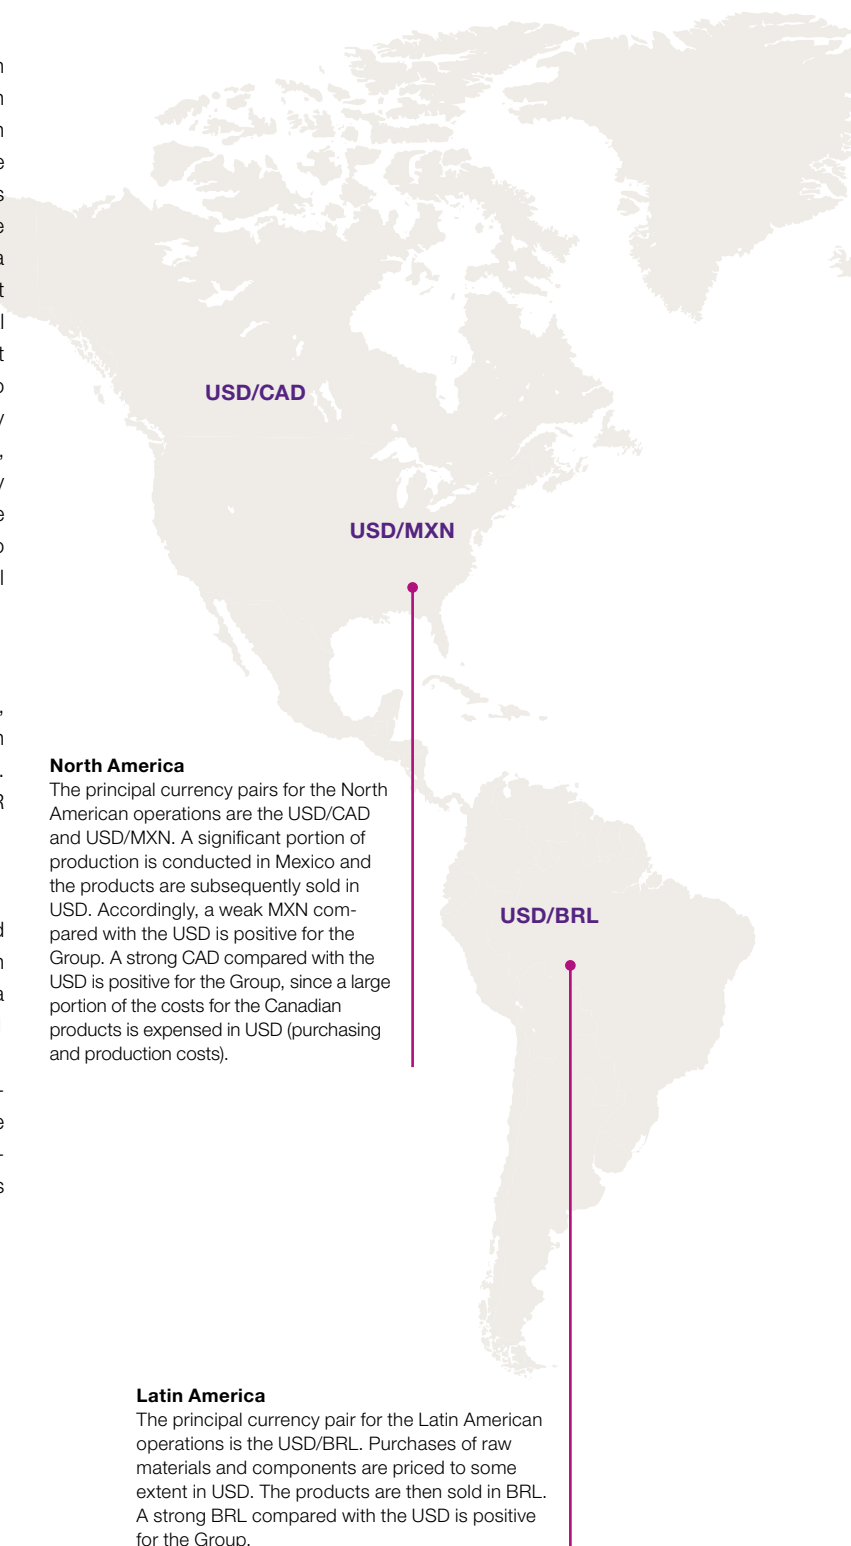 USD/CAD
USD/MXN
North America
The principal currency pairs for the North
American operations are the USD/CAD
and USD/MXN. A significant portion of
production is conducted in Mexico and
the products are subsequently sold in
USD. Accordingly, a weak MXN com-
pared with the USD is positive for the
Group. A strong CAD compared with the
USD is positive for the Group, since a large
portion of the costs for the Canadian
products is expensed in USD (purchasing
and production costs).
USD/BRL
Latin America
The principal currency pair for the Latin American
operations is the USD/BRL. Purchases of raw
materials and components are priced to some
extent in USD. The products are then sold in BRL.
A strong BRL compared with the USD is positive
for the Group.